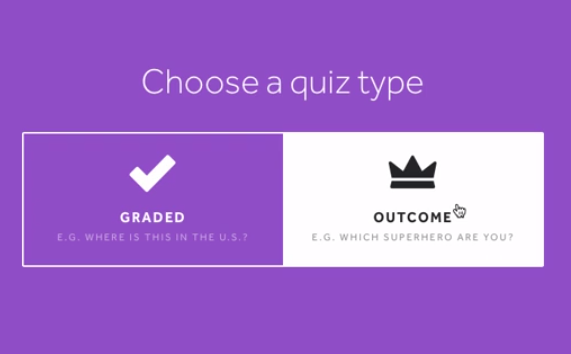 Choose a quiz type
GRADED
E.G. WHERE IS THIS IN THE U.S.?
OUTCOME
E.G. WHICH SUPERHERO ARE YOU?